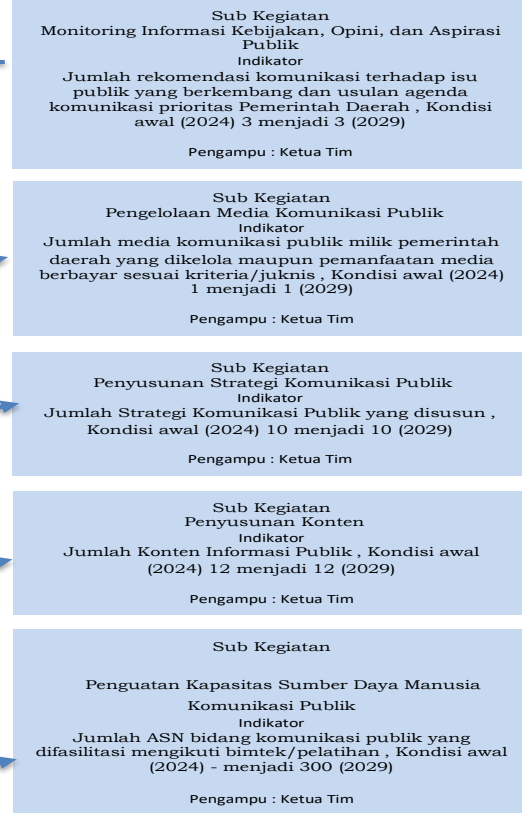 Sub Kegiatan
Monitoring Informasi Kebijakan, Opini, dan Aspirasi
Publik
Indikator
Jumlah rekomendasi komunikasi terhadap isu
publik yang berkembang dan usulan agenda
komunikasi prioritas Pemerintah Daerah , Kondisi
awal (2024) 3 menjadi 3 (2029)
Pengampu : Ketua Tim
Sub Kegiatan
Pengelolaan Media Komunikasi Publik
Indikator
Jumlah media komunikasi publik milik pemerintah
daerah yang dikelola maupun pemanfaatan media
berbayar sesuai kriteria/juknis , Kondisi awal (2024)
1 menjadi 1 (2029)
Pengampu : Ketua Tim
Sub Kegiatan
Penyusunan Strategi Komunikasi Publik
Indikator
Jumlah Strategi Komunikasi Publik yang disusun ,
Kondisi awal (2024) 10 menjadi 10 (2029)
Pengampu : Ketua Tim
Sub Kegiatan
Penyusunan Konten
Indikator
Jumlah Konten Informasi Publik , Kondisi awal
(2024) 12 menjadi 12 (2029)
Pengampu : Ketua Tim
Sub Kegiatan
Penguatan Kapasitas Sumber Daya Manusia
Komunikasi Publik
Indikator
Jumlah ASN bidang komunikasi publik yang
difasilitasi mengikuti bimtek/pelatihan , Kondisi awal
(2024) - menjadi 300 (2029)
Pengampu : Ketua Tim